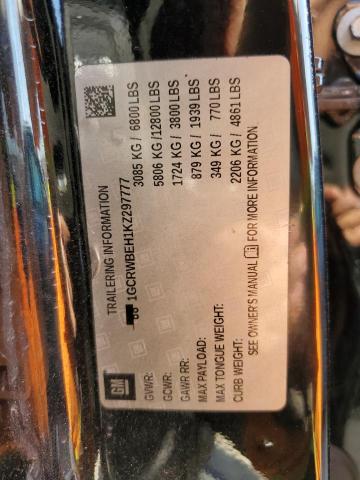 TRAILERING INFORMATION
1GCRWBEH1KZ297777
GM
GVWR: 3085 KG / 6800 LBS
GCWR: 5806 KG / 12800 LBS
GAWR RR: 1724 KG / 3800 LBS
MAX PAYLOAD: 879 KG / 1939 LBS
MAX TONGUE WEIGHT: 349 KG / 770 LBS
CURB WEIGHT: 2206 KG / 4861 LBS
SEE OWNER'S MANUAL FOR MORE INFORMATION.